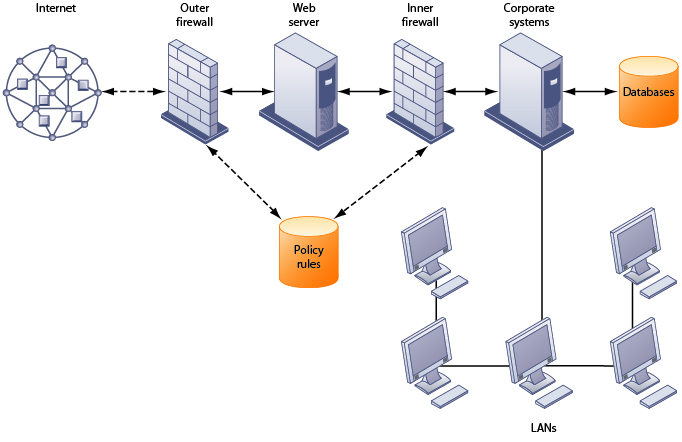 Internet
Outer
firewall
Web
server
Inner
firewall
Corporate
systems
Databases
Policy
rules
LANs